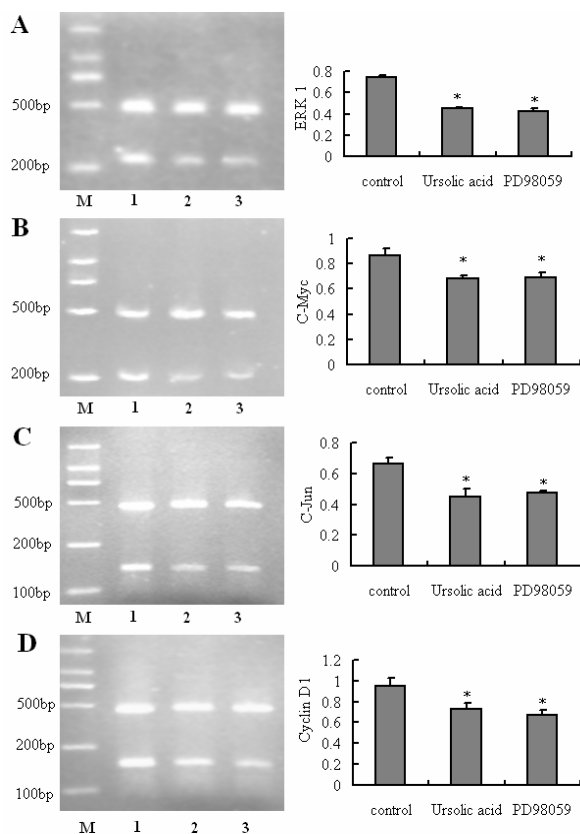 A
500bp
200bp
M 1 2 3
ERK 1
0.8
0.6
0.4
0.2
0
* *
control Ursolic acid PD98059
B
500bp
200bp
M 1 2 3
C-Myc
1
0.8
0.6
0.4
0.2
0
* *
control Ursolic acid PD98059
C
500bp
200bp
100bp
M 1 2 3
C-Jun
0.8
0.6
0.4
0.2
0
* *
control Ursolic acid PD98059
D
500bp
200bp
100bp
M 1 2 3
Cyclin D1
1.2
1
0.8
0.6
0.4
0.2
0
* *
control Ursolic acid PD98059